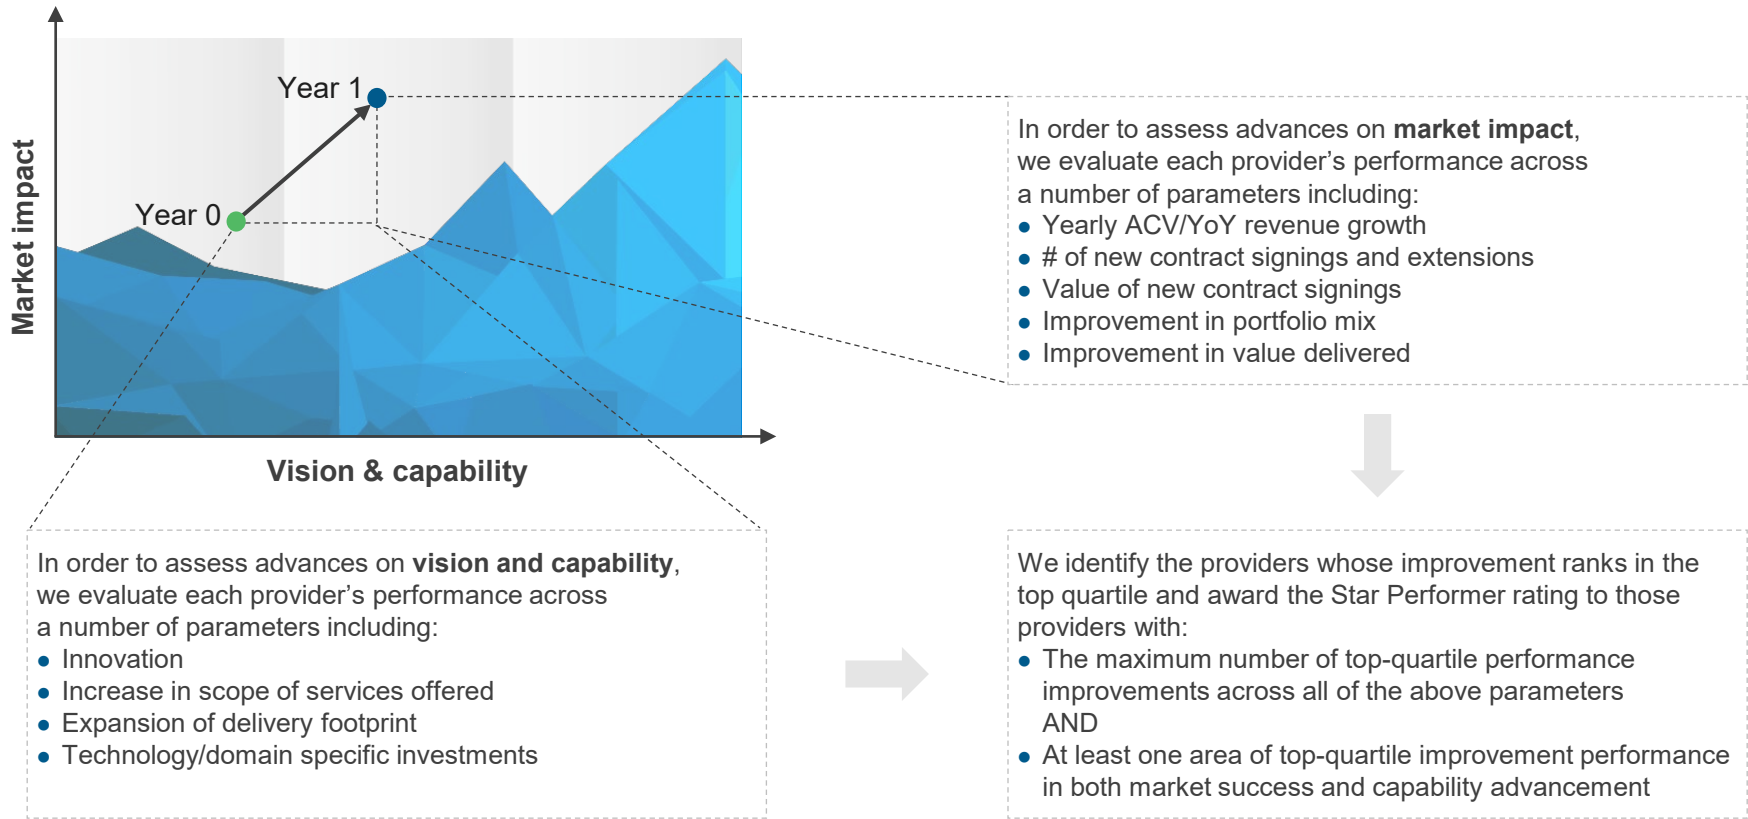 Year 1
Year 0
Market impact
Vision & capability
In order to assess advances on market impact,
we evaluate each provider’s performance across
a number of parameters including:
● Yearly ACV/YoY revenue growth
● # of new contract signings and extensions
● Value of new contract signings
● Improvement in portfolio mix
● Improvement in value delivered
In order to assess advances on vision and capability,
we evaluate each provider’s performance across
a number of parameters including:
● Innovation
● Increase in scope of services offered
● Expansion of delivery footprint
● Technology/domain specific investments
We identify the providers whose improvement ranks in the
top quartile and award the Star Performer rating to those
providers with:
● The maximum number of top-quartile performance
improvements across all of the above parameters
AND
● At least one area of top-quartile improvement performance
in both market success and capability advancement